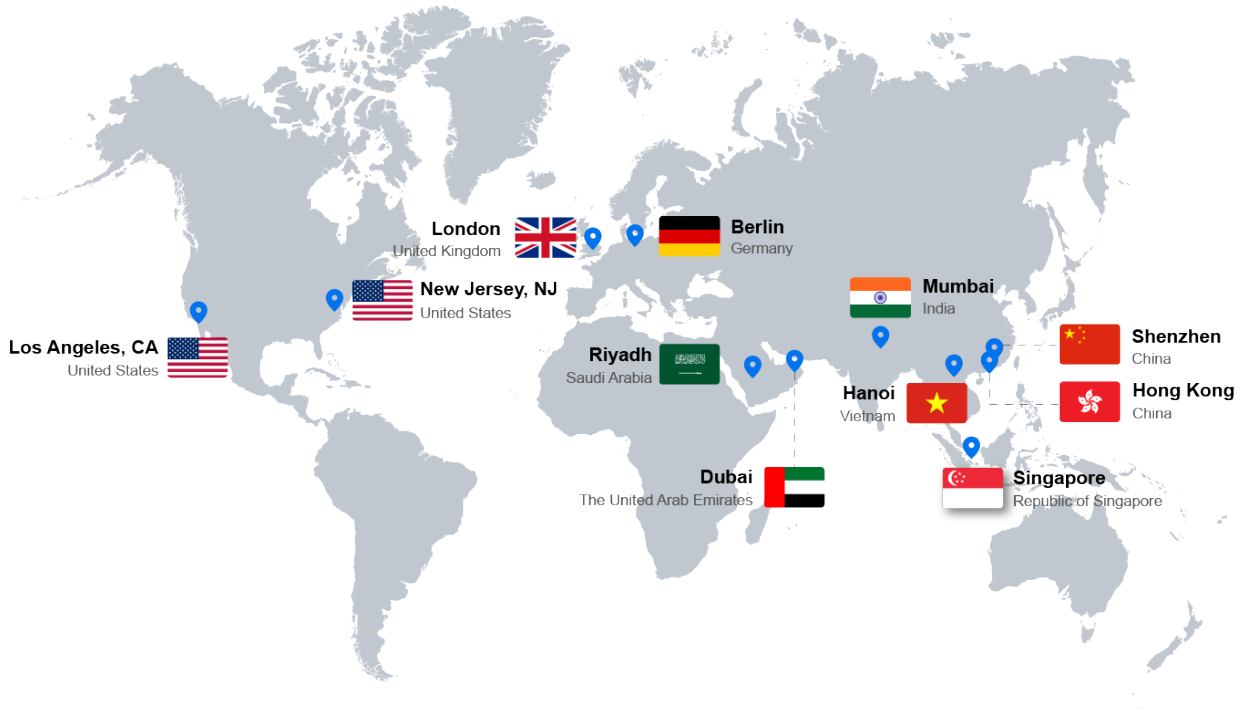 London
United Kingdom
Berlin
Germany
New Jersey, NJ
United States
Los Angeles, CA
United States
Mumbai
India
Riyadh
Saudi Arabia
Shenzhen
China
Hanoi
Vietnam
Hong Kong
China
Dubai
The United Arab Emirates
Singapore
Republic of Singapore